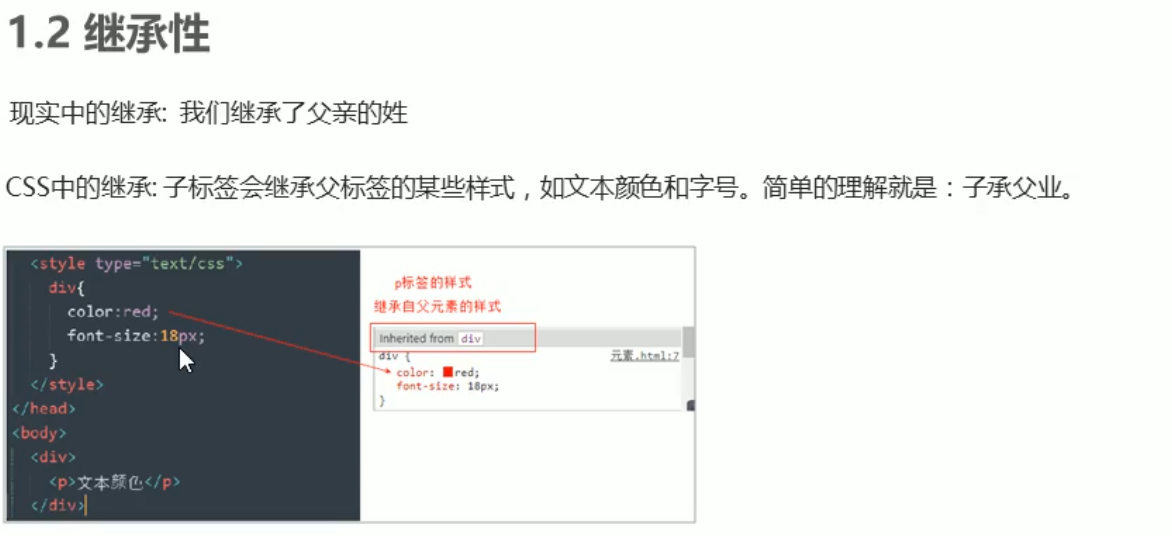 1.2 继承性
现实中的继承: 我们继承了父亲的姓
CSS中的继承: 子标签会继承父标签的某些样式，如文本颜色和字号。简单的理解就是：子承父业。
<style type="text/css">
div{
color:red;
font-size:18px;
}
</style>
</head>
<body>
<div>
<p>文本颜色</p>
</div>
p标签的样式
继承自父元素的样式
Inherited from div
div { 元素.html:7
color: red;
font-size: 18px;
}